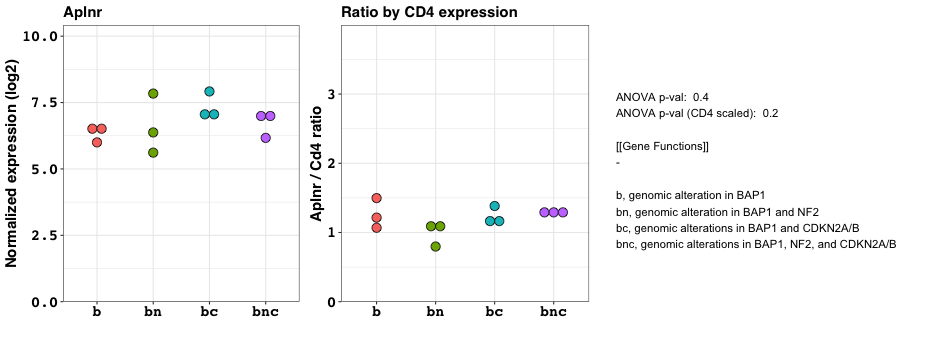 Aplnr
Normalized expression (log2)
10.0
7.5
5.0
2.5
0.0
b bn bc bnc
Ratio by CD4 expression
Aplnr / Cd4 ratio
3
2
1
0
b bn bc bnc
ANOVA p-val:  0.4
ANOVA p-val (CD4 scaled):  0.2
[[Gene Functions]]
-
b, genomic alteration in BAP1
bn, genomic alteration in BAP1 and NF2
bc, genomic alterations in BAP1 and CDKN2A/B
bnc, genomic alterations in BAP1, NF2, and CDKN2A/B